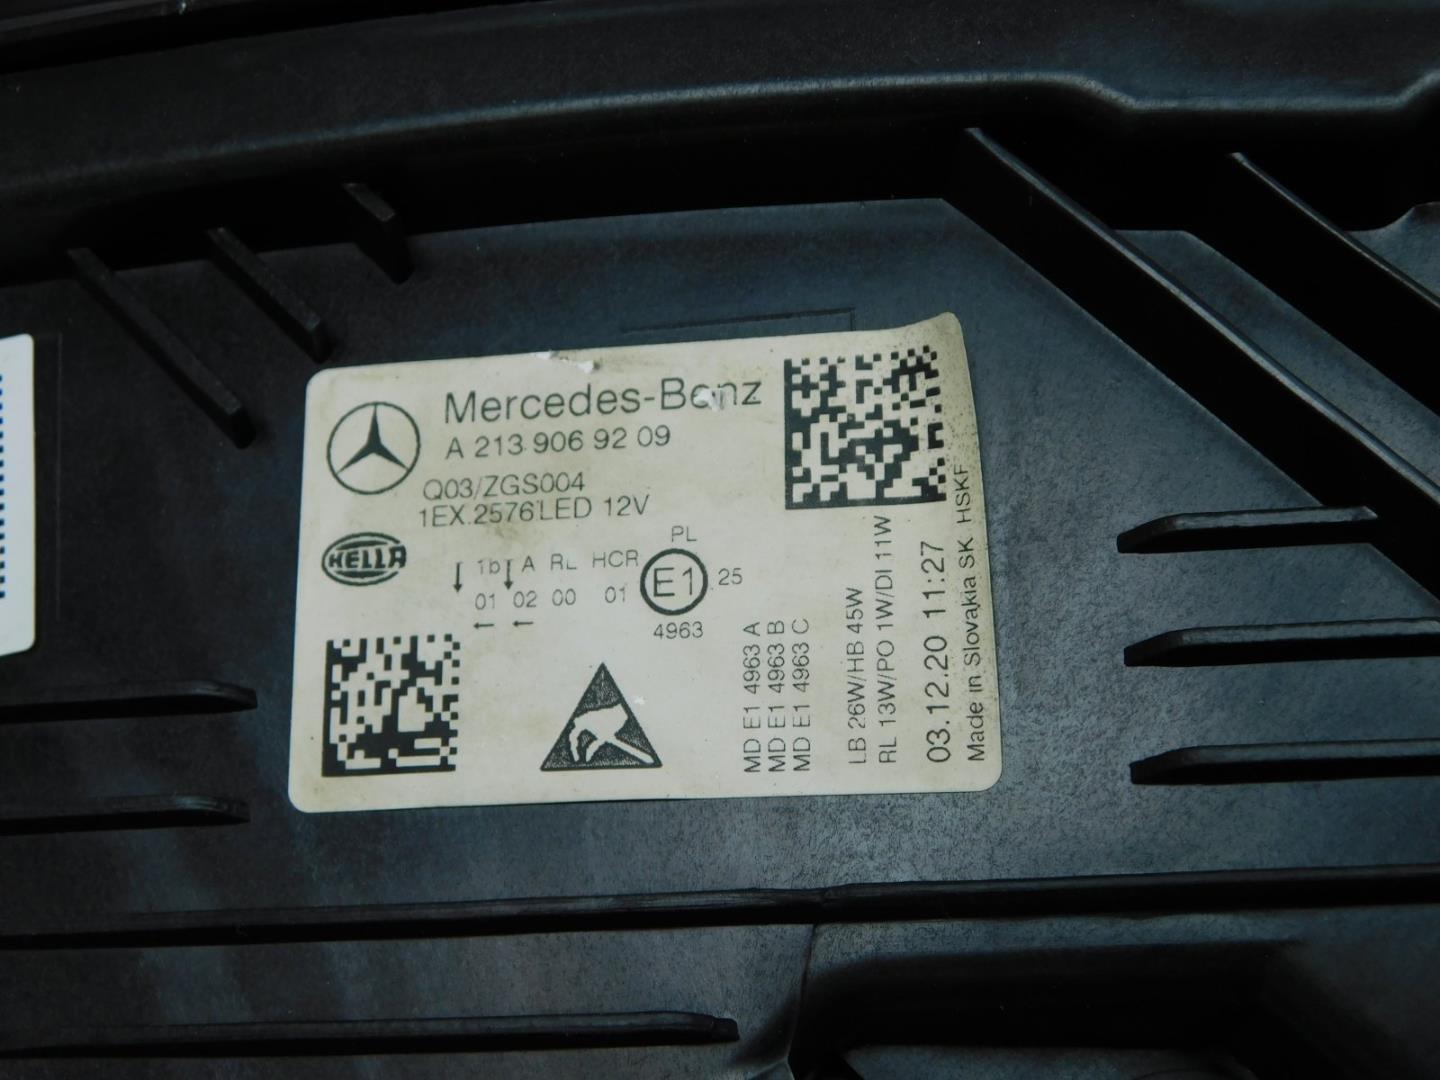 Mercedes-Benz
A 213 906 92 09
Q03/ZGS004
1EX.2576 LED 12V
HELLA
↓ 1b↓ A RL HCR
01 02 00 01
← ←
PL
E1 25
4963
MD E1 4963 A
MD E1 4963 B
MD E1 4963 C
LB 26W/HB 45W
RL 13W/PO 1W/DI 11W
03.12.20 11:27
Made in Slovakia SK HSKF